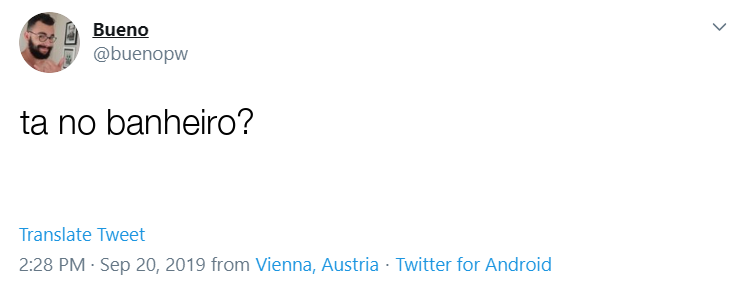 Bueno
@buenopw
ta no banheiro?
Translate Tweet
2:28 PM · Sep 20, 2019 from Vienna, Austria · Twitter for Android